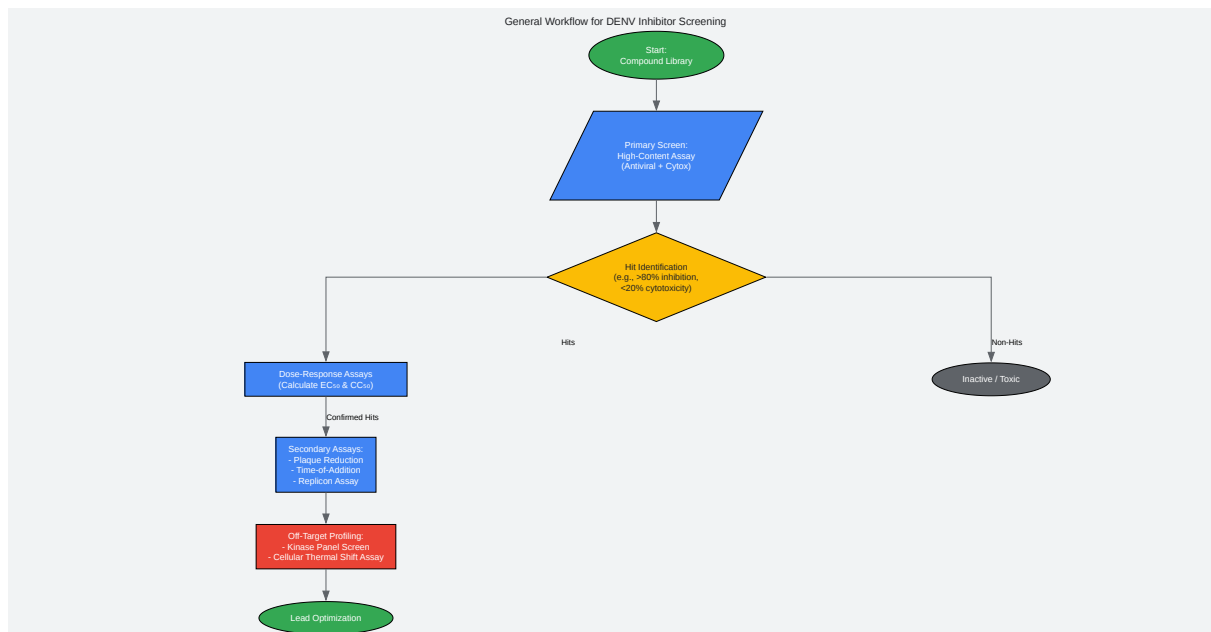 General Workflow for DENV Inhibitor Screening
Start:
Compound Library
Primary Screen:
High-Content Assay
(Antiviral + Cytox)
Hit Identification
(e.g., >80% inhibition,
<20% cytotoxicity)
Hits
Non-Hits
Dose-Response Assays
(Calculate EC₅₀ & CC₅₀)
Inactive / Toxic
Confirmed Hits
Secondary Assays:
- Plaque Reduction
- Time-of-Addition
- Replicon Assay
Off-Target Profiling:
- Kinase Panel Screen
- Cellular Thermal Shift Assay
Lead Optimization